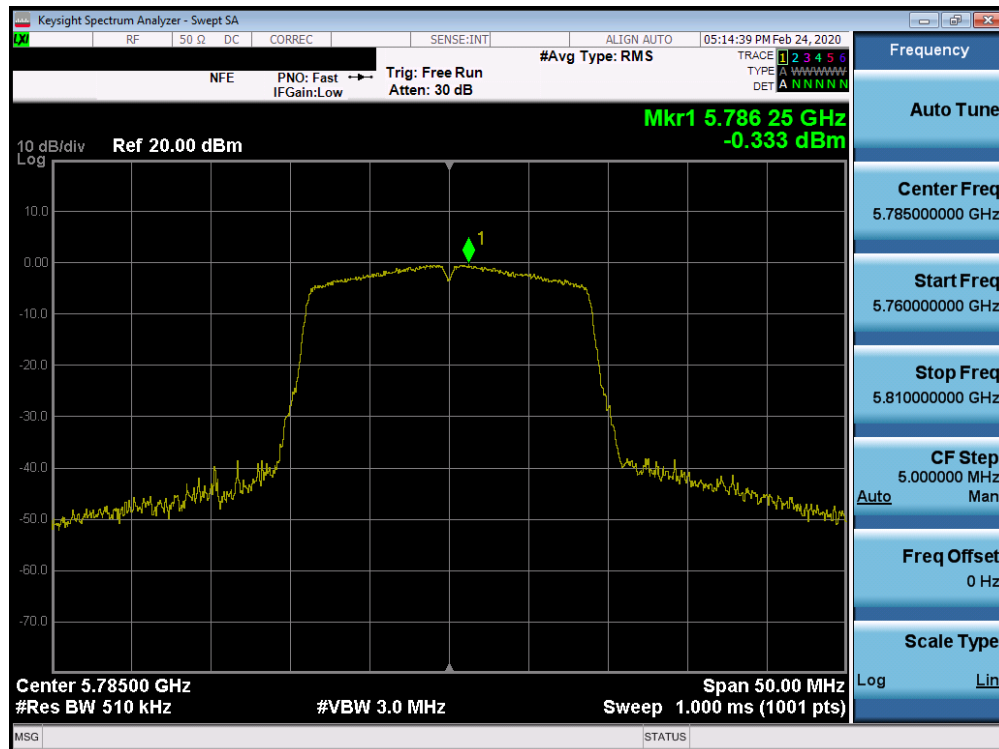 Keysight Spectrum Analyzer - Swept SA
LXI RF 50 Ω DC CORREC SENSE:INT ALIGN AUTO 05:14:39 PM Feb 24, 2020
NFE PNO: Fast Trig: Free Run #Avg Type: RMS TRACE 1 2 3 4 5 6
IFGain:Low Atten: 30 dB TYPE A WWWWW
DET A N N N N N
Mkr1 5.786 25 GHz
-0.333 dBm
10 dB/div Ref 20.00 dBm
Log
10.0
1
0.00
-10.0
-20.0
-30.0
-40.0
-50.0
-60.0
-70.0
Center 5.78500 GHz Span 50.00 MHz
#Res BW 510 kHz #VBW 3.0 MHz Sweep 1.000 ms (1001 pts)
MSG STATUS
Frequency
Auto Tune
Center Freq
5.785000000 GHz
Start Freq
5.760000000 GHz
Stop Freq
5.810000000 GHz
CF Step
5.000000 MHz
Auto Man
Freq Offset
0 Hz
Scale Type
Log Lin